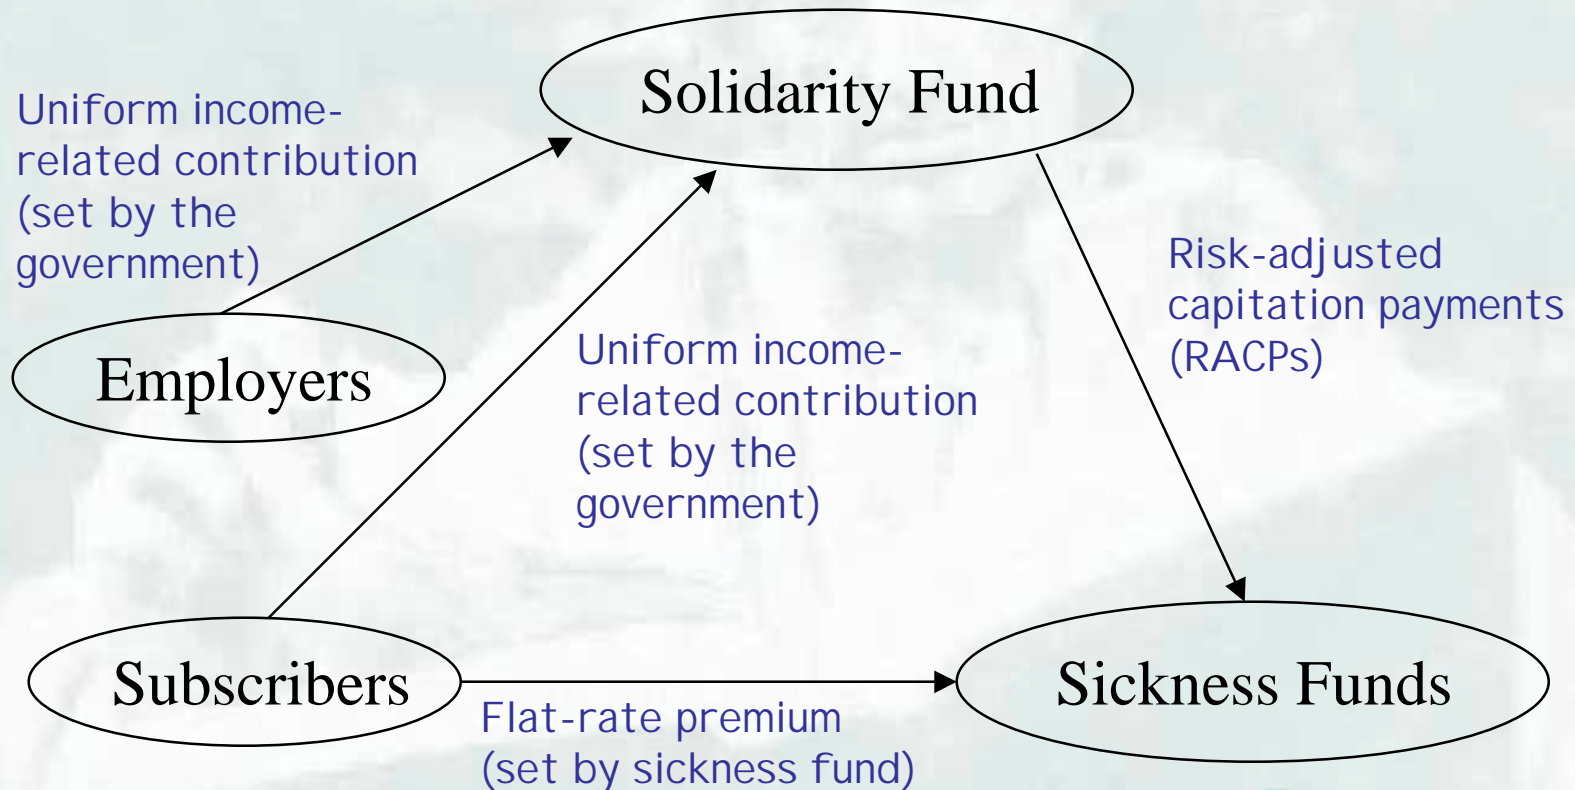 Solidarity Fund
Uniform income-
related contribution
(set by the
government)
Risk-adjusted
capitation payments
(RACPs)
Employers
Uniform income-
related contribution
(set by the
government)
Subscribers
Sickness Funds
Flat-rate premium
(set by sickness fund)